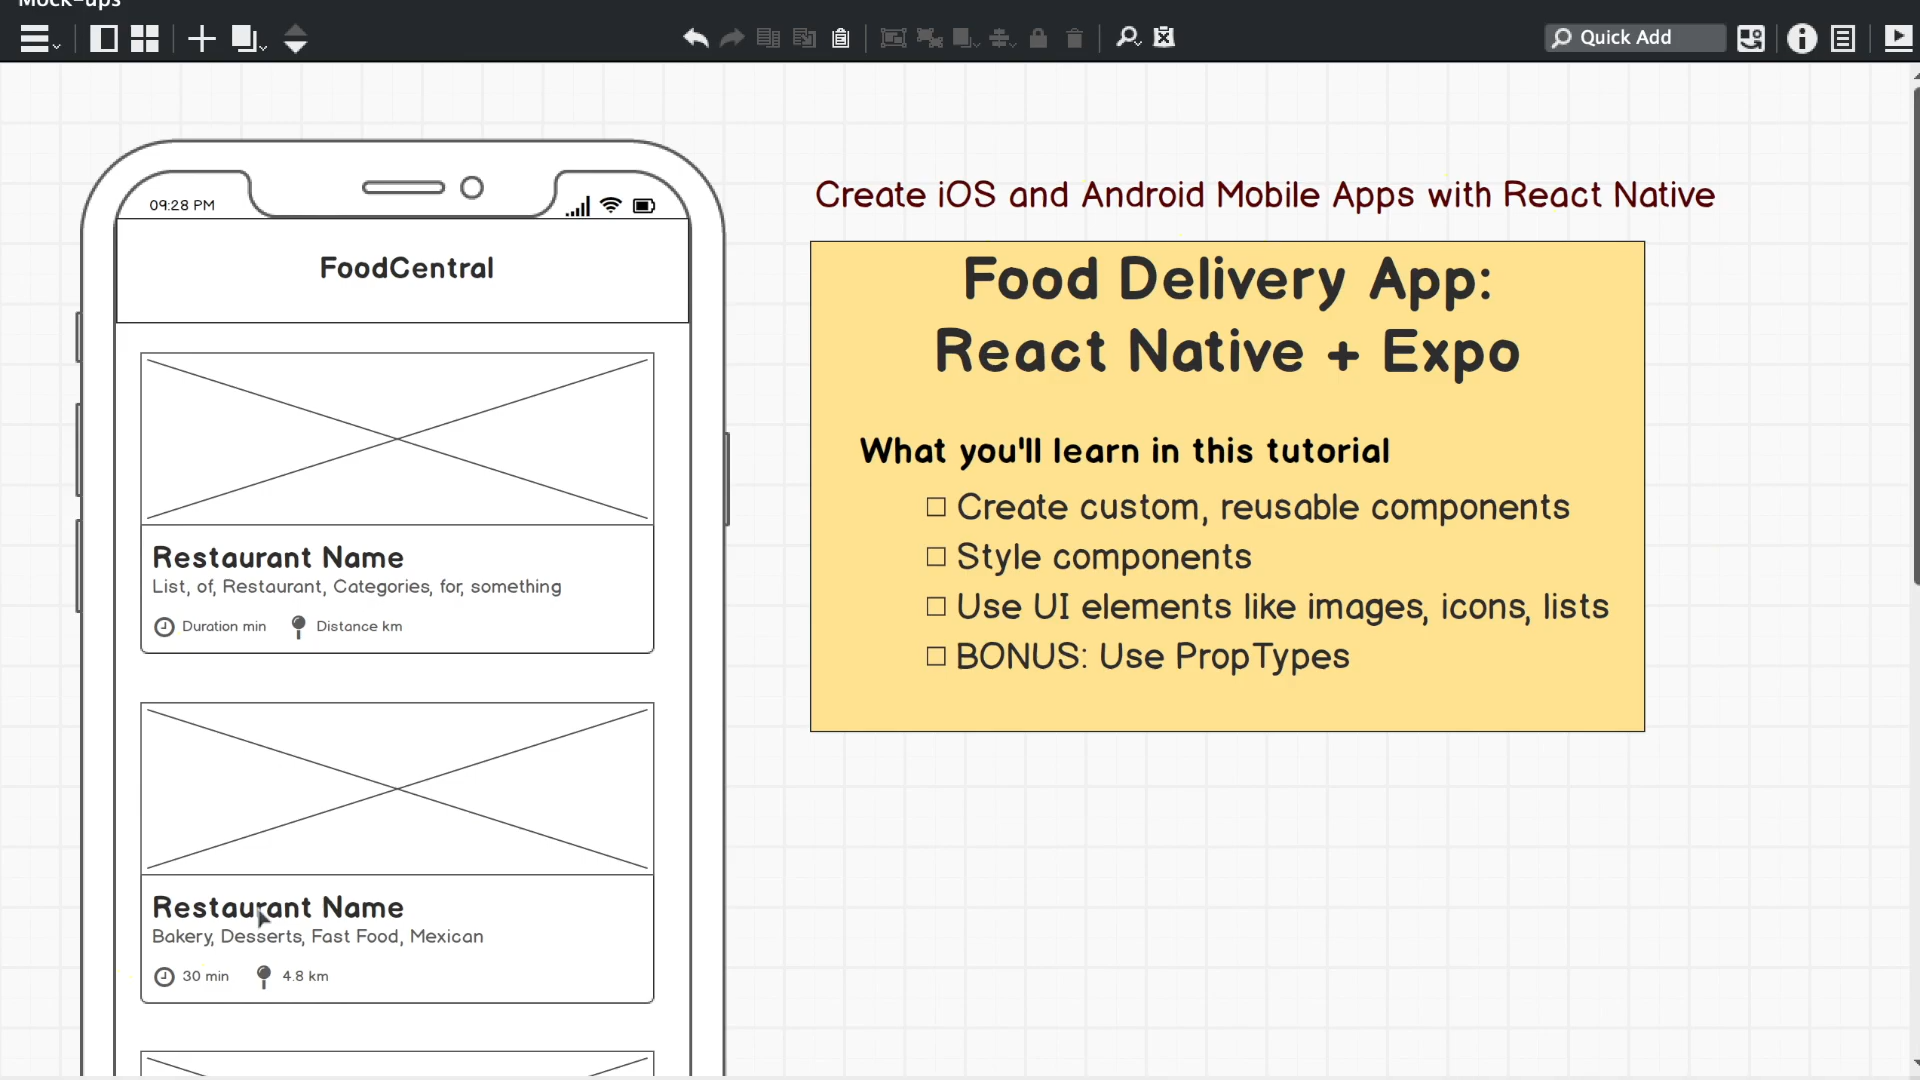 Mock-ups
Quick Add
09:28 PM
FoodCentral
Restaurant Name
List, of, Restaurant, Categories, for, something
Duration min Distance km
Restaurant Name
Bakery, Desserts, Fast Food, Mexican
30 min 4.8 km
Create iOS and Android Mobile Apps with React Native
Food Delivery App:
React Native + Expo
What you'll learn in this tutorial
Create custom, reusable components
Style components
Use UI elements like images, icons, lists
BONUS: Use PropTypes